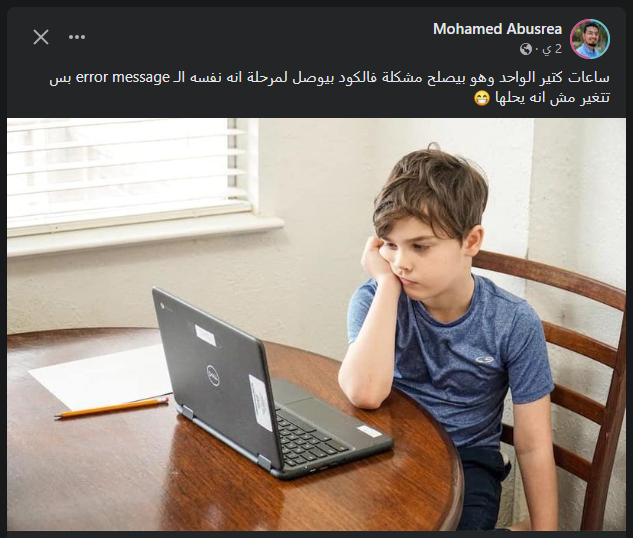 Mohamed Abusrea
2 ي ·
ساعات كتير الواحد وهو بيصلح مشكلة فالكود بيوصل لمرحلة انه نفسه الـ error message بس
تتغير مش انه يحلها 😁
DELL